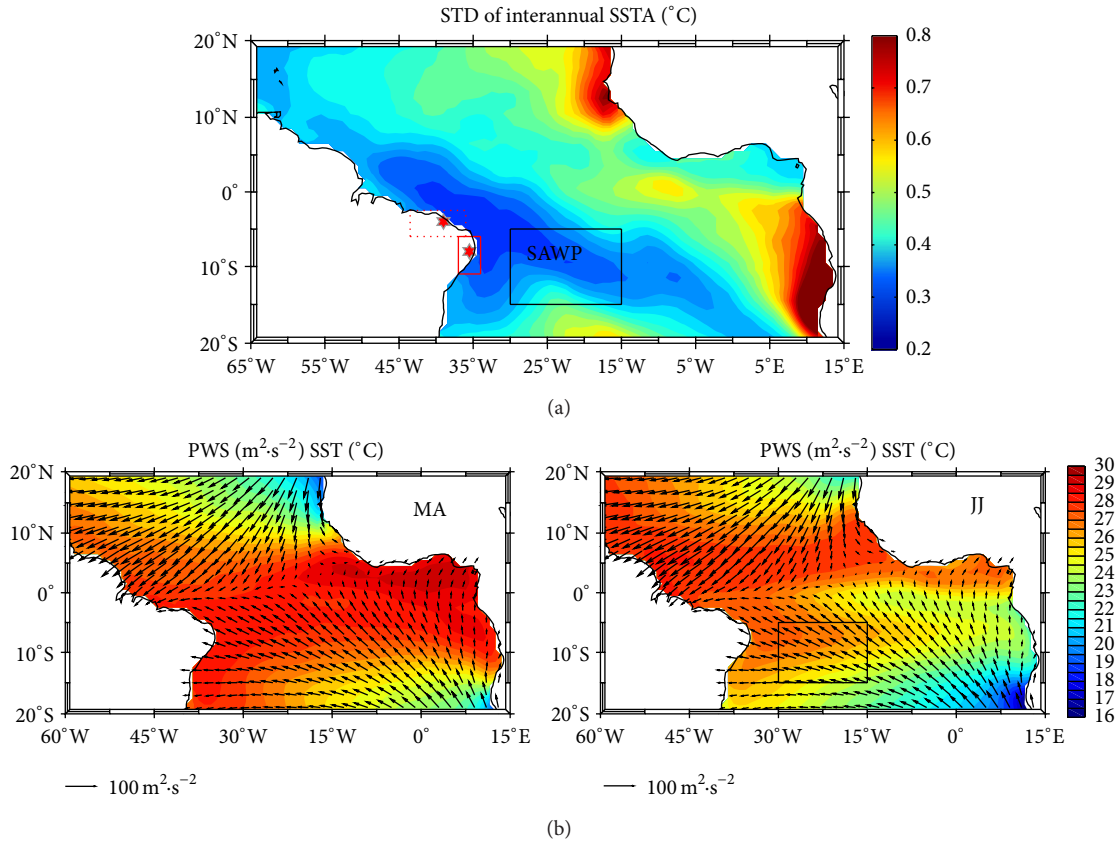 STD of interannual SSTA (°C)
20°N
10°N
0°
10°S
20°S
65°W 55°W 45°W 35°W 25°W 15°W 5°W 5°E 15°E
SAWP
0.8
0.7
0.6
0.5
0.4
0.3
0.2
(a)
PWS (m²·s⁻²) SST (°C)
20°N
10°N
0°
10°S
20°S
60°W 45°W 30°W 15°W 0° 15°E
MA
100 m²·s⁻²
PWS (m²·s⁻²) SST (°C)
20°N
10°N
0°
10°S
20°S
60°W 45°W 30°W 15°W 0° 15°E
JJ
100 m²·s⁻²
30
29
28
27
26
25
24
23
22
21
20
19
18
17
16
(b)